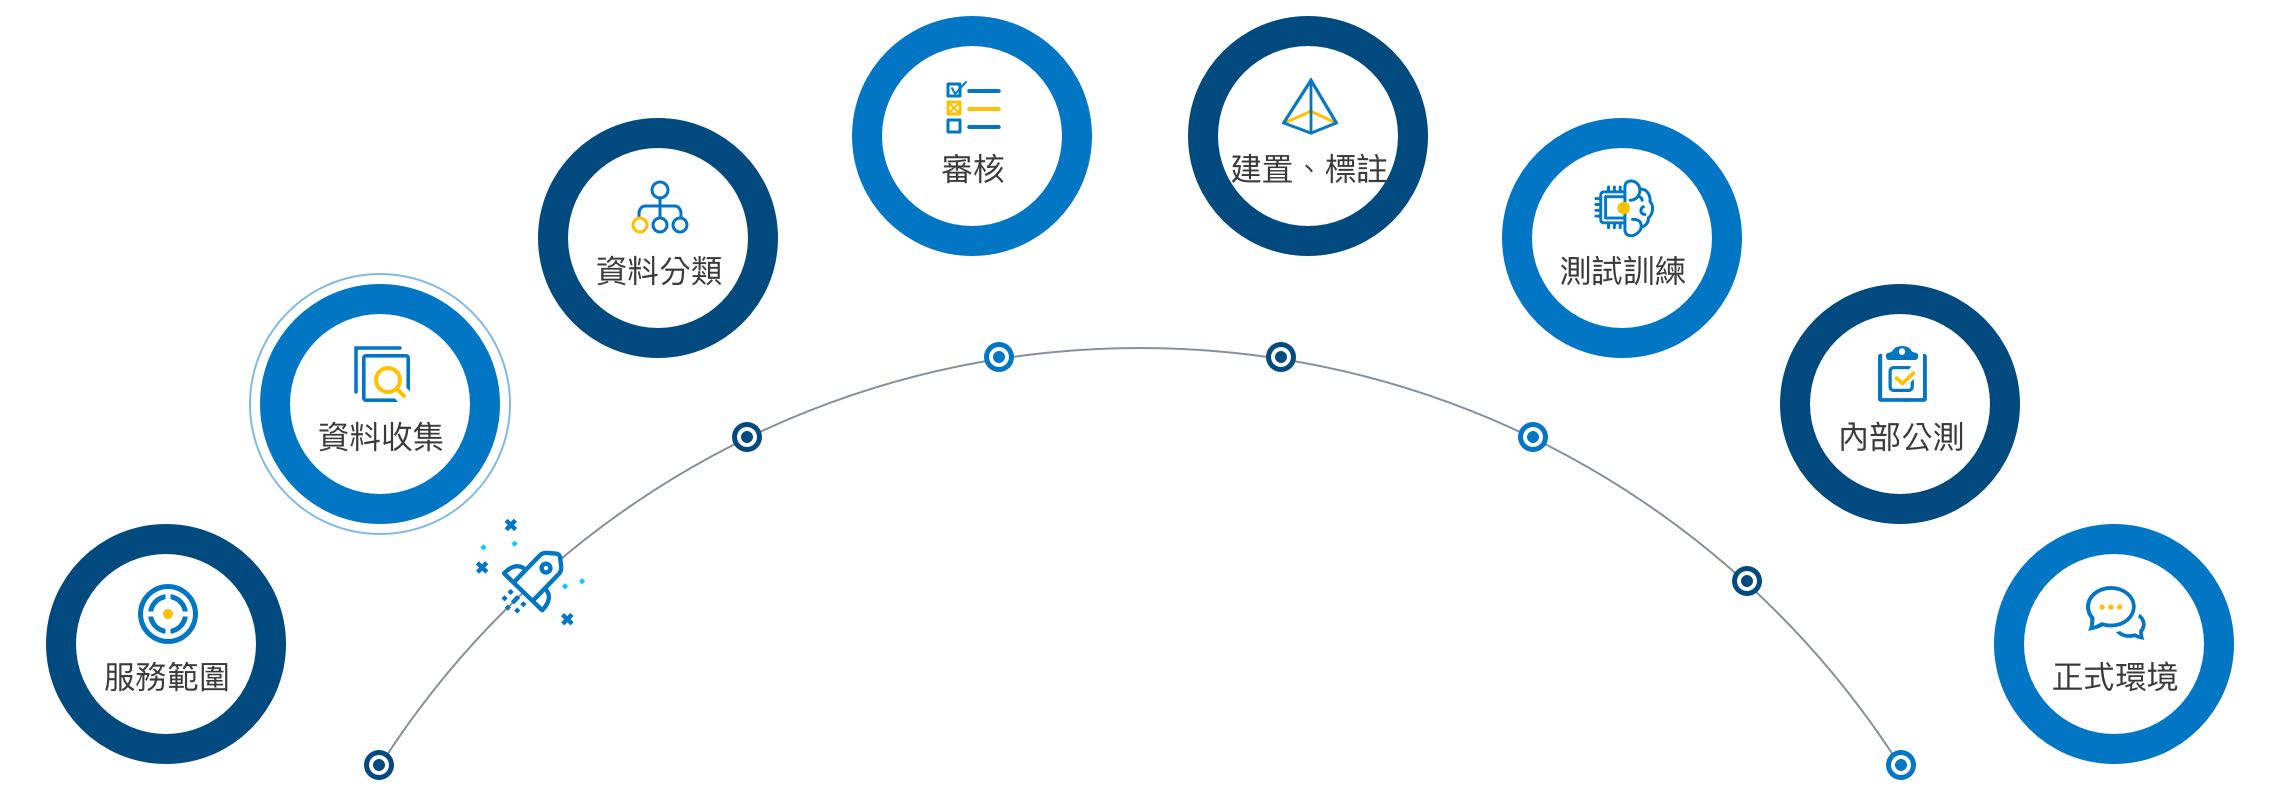 服務範圍
資料收集
資料分類
審核
建置、標註
測試訓練
內部公測
正式環境